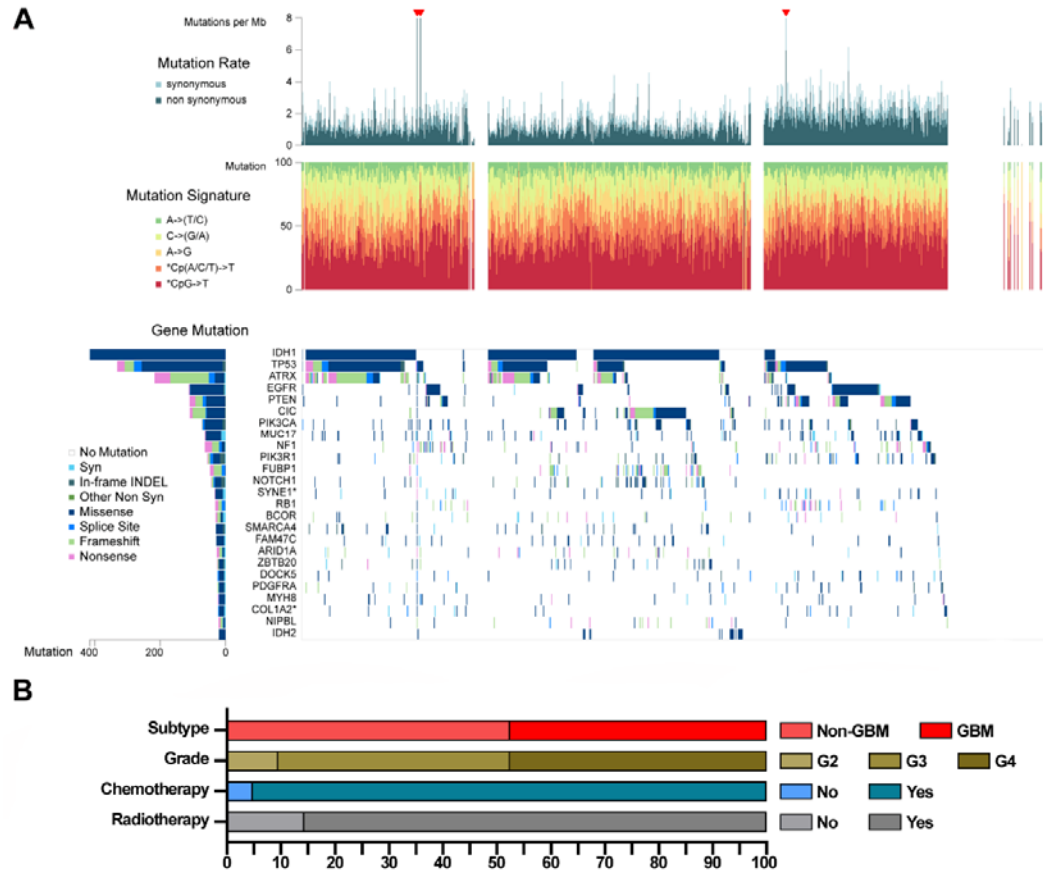 A
Mutations per Mb
8
6
4
2
0
Mutation Rate
synonymous
non synonymous
Mutation
100
50
0
Mutation Signature
A->(T/C)
C->(G/A)
A->G
*Cp(A/C/T)->T
*CpG->T
Gene Mutation
IDH1
TP53
ATRX
EGFR
PTEN
CIC
PIK3CA
MUC17
NF1
PIK3R1
FUBP1
NOTCH1
SYNE1*
RB1
BCOR
SMARCA4
FAM47C
ARID1A
ZBTB20
DOCK5
PDGFRA
MYH8
COL1A2*
NIPBL
IDH2
No Mutation
Syn
In-frame INDEL
Other Non Syn
Missense
Splice Site
Frameshift
Nonsense
Mutation 400 200 0
B
Subtype Non-GBM GBM
Grade G2 G3 G4
Chemotherapy No Yes
Radiotherapy No Yes
0 10 20 30 40 50 60 70 80 90 100